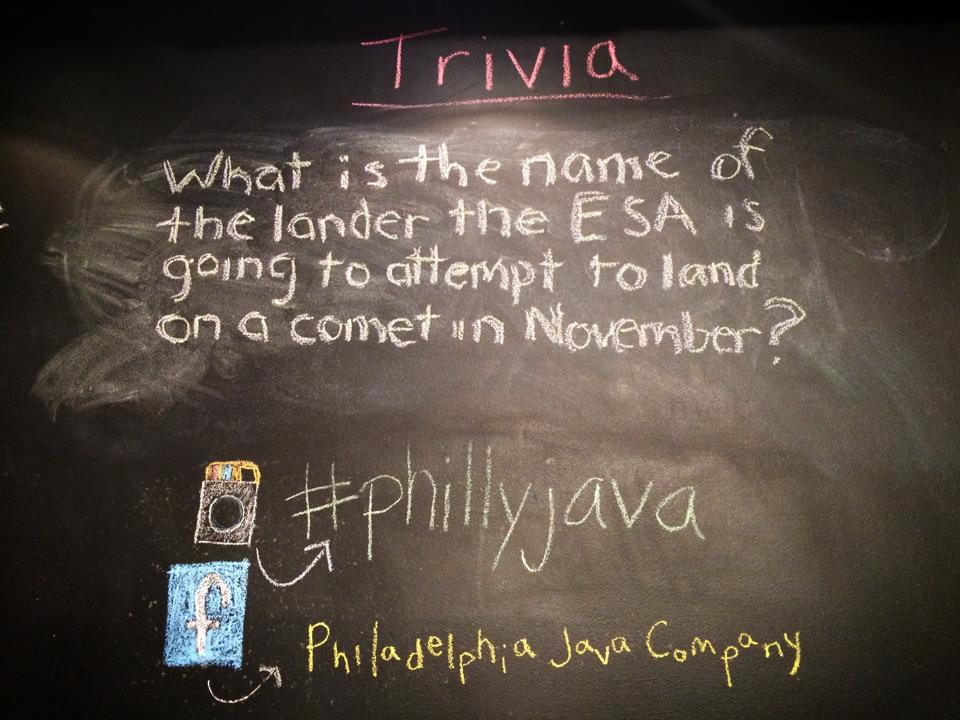 Trivia
What is the name of
the lander the ESA is
going to attempt to land
on a comet in November?
#phillyjava
f
Philadelphia Java Company